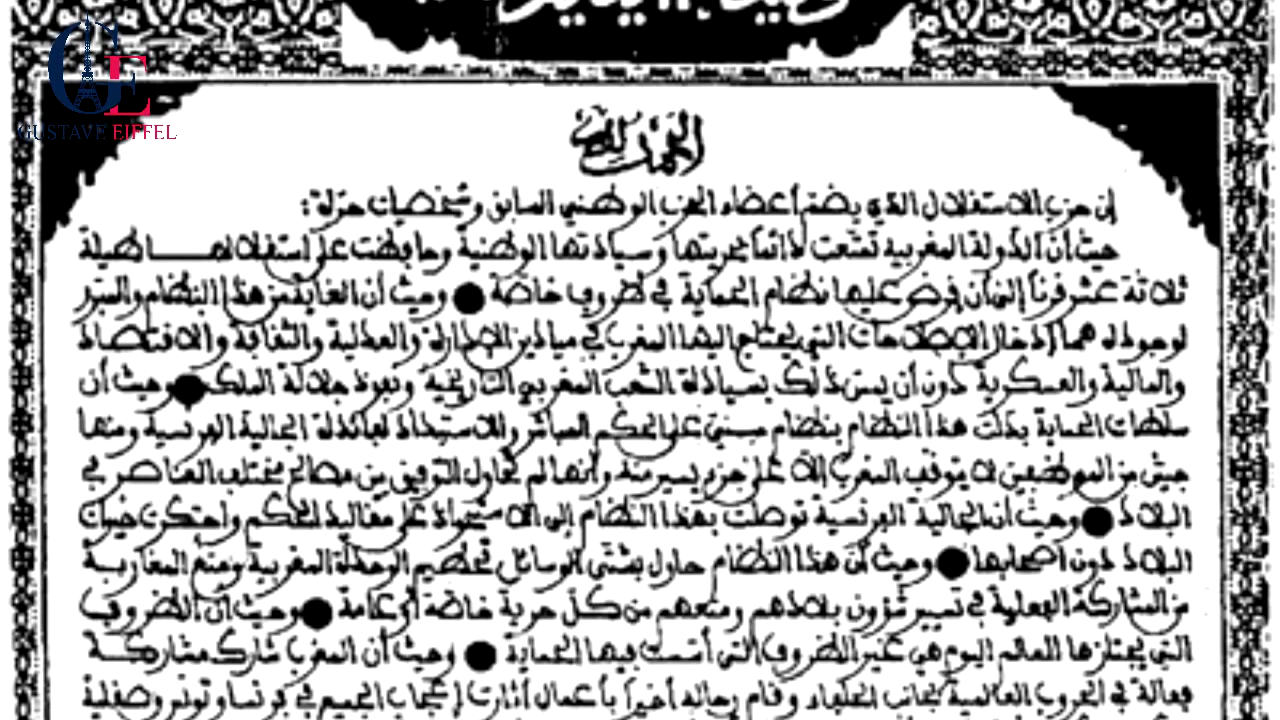 GE
GUSTAVE EIFFEL
الحمد لله
إن حزب الاستقلال الذي يضم أعضاء الحزب الوطني السابق وشخصيات حرة:
حيث أن الدولة المغربية تمتعت دائما بحريتها وسيادتها الوطنية وحافظت على استقلالها طيلة
ثلاثة عشر قرنا إلى أن فرض عليها نظام الحماية في ظروف خاصة ● وحيث أن الغاية من هذا النظام والمبرر
لوجوده هما إدخال الإصلاحات التي يحتاج إليها المغرب في ميادين الإدارة والعدلية والثقافة والاقتصاد
والمالية والعسكرية دون أن يمس ذلك بسيادة الشعب المغربي التاريخية ونفوذ جلالة الملك ● وحيث أن
سلطات الحماية بدلت هذا النظام بنظام مبني على الحكم المباشر والاستبداد لفائدة الجالية الفرنسية ومنها
جيش من الموظفين لا يتوقف المغرب إلا على جزء يسير منه وأنها لم تحاول التوفيق بين مصالح مختلف العناصر في
البلاد ● وحيث أن الجالية الفرنسية توصلت بهذا النظام إلى الاستحواذ على مقاليد الحكم واحتكرت خيرات
البلاد دون أصحابها ● وحيث أن هذا النظام حاول بشتى الوسائل تحطيم الوحدة المغربية ومنع المغاربة
من المشاركة الفعلية في تسيير شؤون بلادهم ومنعهم من كل حرية خاصة أو عامة ● وحيث أن الظروف
التي يجتازها العالم اليوم هي غير الظروف التي أسست فيها الحماية ● وحيث أن المغرب شارك مشاركة
فعالة في الحروب العالمية بجانب الحلفاء وقام رجاله أخيرا بأعمال أثارت إعجاب الجميع في فرنسا وتونس وصقلية